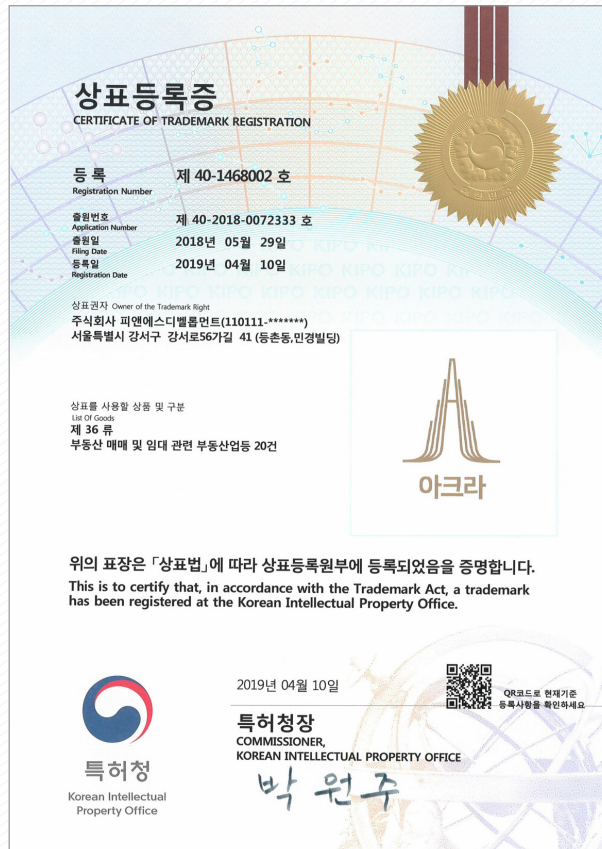 상표등록증
CERTIFICATE OF TRADEMARK REGISTRATION
등록 제 40-1468002 호
Registration Number
출원번호 제 40-2018-0072333 호
Application Number
출원일 2018년 05월 29일
Filing Date
등록일 2019년 04월 10일
Registration Date
KIPO KIPO KIPO KIPO KIPO KIPO
상표권자 Owner of the Trademark Right
주식회사 피앤에스디벨롭먼트(110111-*******)
서울특별시 강서구 강서로56가길 41 (등촌동,민경빌딩)
상표를 사용할 상품 및 구분
List Of Goods
제 36 류
부동산 매매 및 임대 관련 부동산업등 20건
아크라
위의 표장은 「상표법」에 따라 상표등록원부에 등록되었음을 증명합니다.
This is to certify that, in accordance with the Trademark Act, a trademark
has been registered at the Korean Intellectual Property Office.
2019년 04월 10일
QR코드로 현재기준
등록사항을 확인하세요
특허청장
COMMISSIONER,
KOREAN INTELLECTUAL PROPERTY OFFICE
박원주
특허청
Korean Intellectual
Property Office